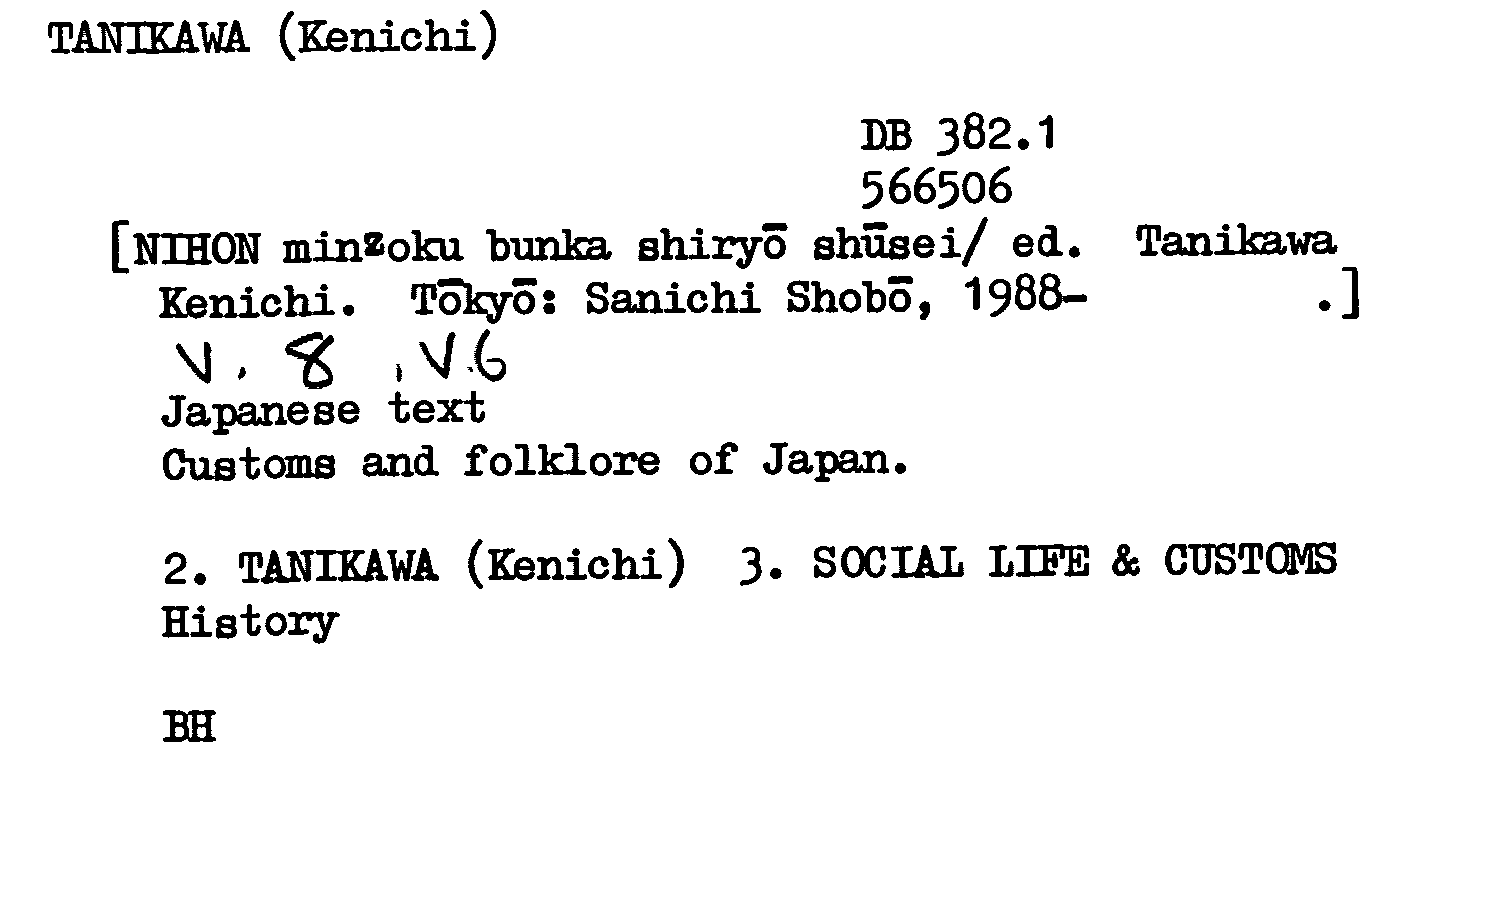 TANIKAWA (Kenichi)
DB 382.1
566506
[NIHON minzoku bunka shiryō shūsei/ ed. Tanikawa
Kenichi. Tōkyō: Sanichi Shobō, 1988- .]
V. 8 , V.6
Japanese text
Customs and folklore of Japan.
2. TANIKAWA (Kenichi) 3. SOCIAL LIFE & CUSTOMS
History
BH